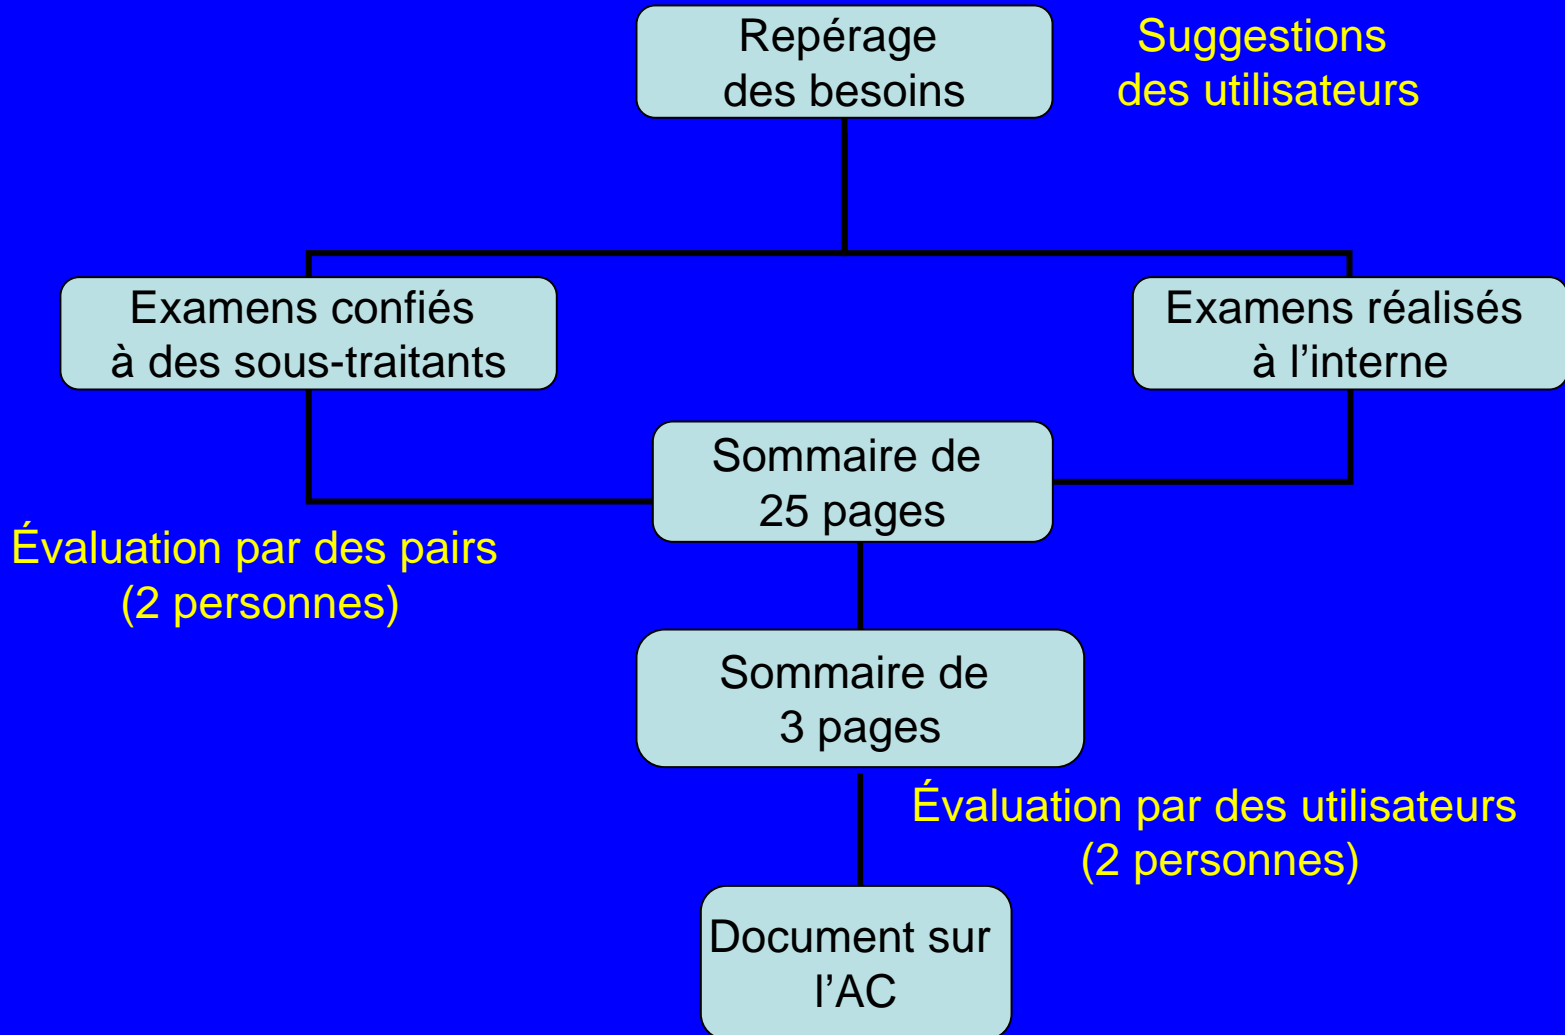 Repérage
des besoins
Suggestions
des utilisateurs
Examens confiés
à des sous-traitants
Examens réalisés
à l’interne
Sommaire de
25 pages
Évaluation par des pairs
(2 personnes)
Sommaire de
3 pages
Évaluation par des utilisateurs
(2 personnes)
Document sur
l’AC